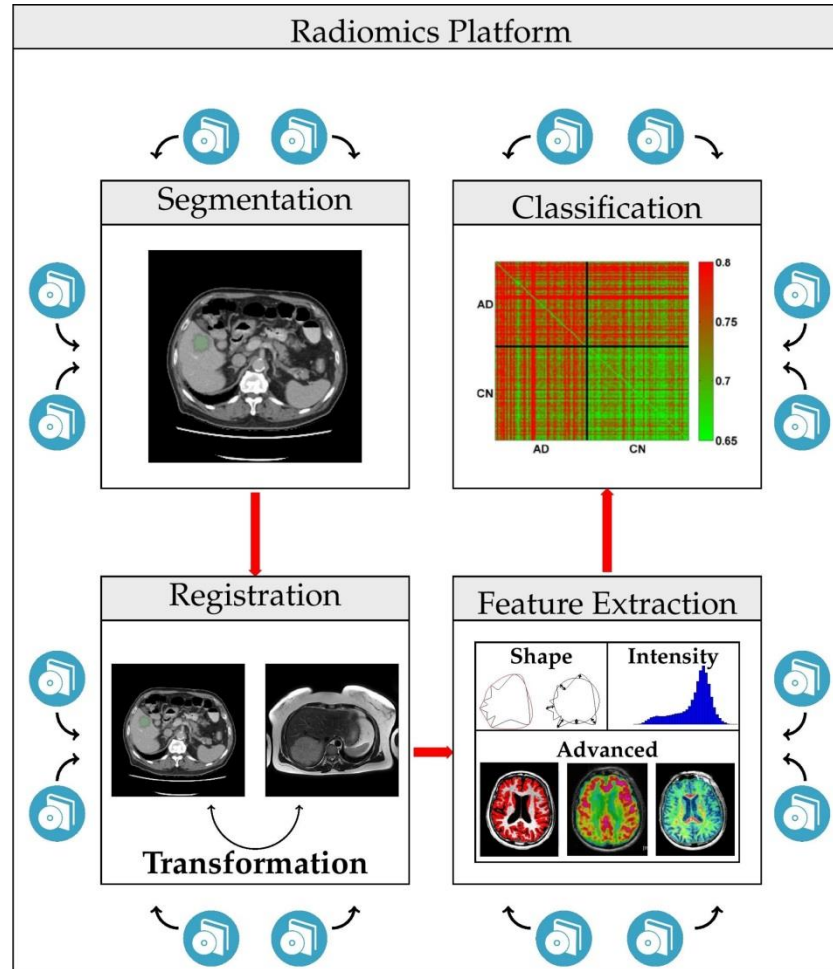 Radiomics Platform
Segmentation
Classification
0.8
AD
0.75
0.7
CN
0.65
AD CN
Registration
Feature Extraction
Shape
Intensity
Advanced
Transformation